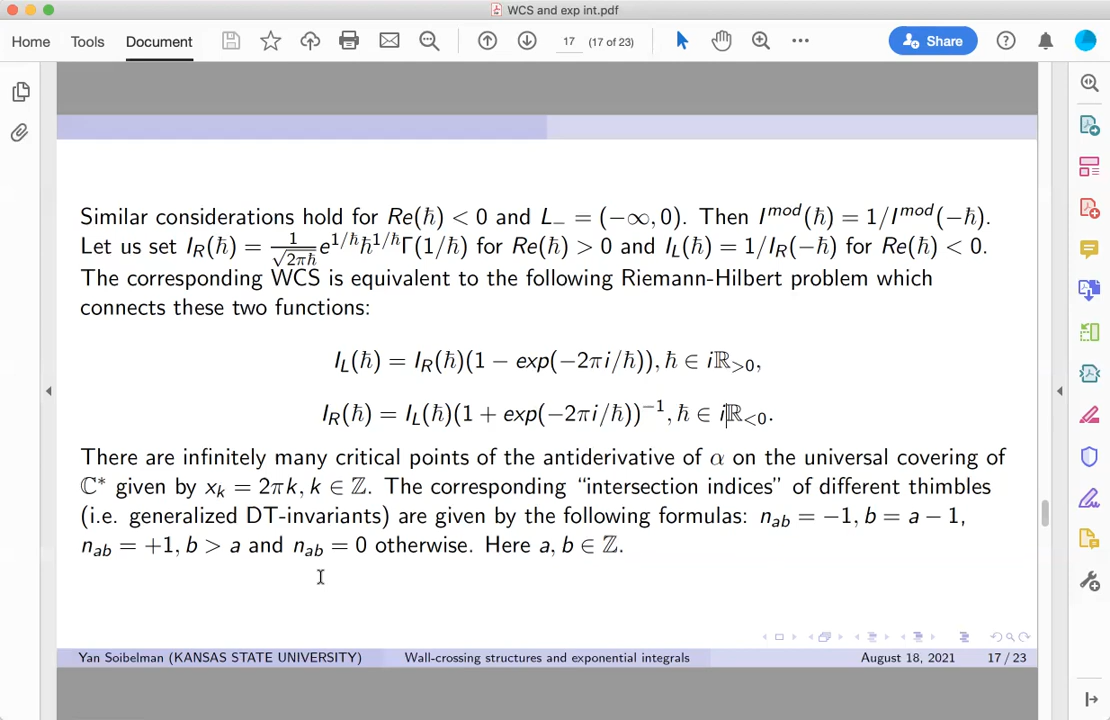 WCS and exp int.pdf
Home Tools Document 17 (17 of 23) Share
Similar considerations hold for Re(ħ) < 0 and L₋ = (−∞, 0). Then I^mod(ħ) = 1/I^mod(−ħ).
Let us set I_R(ħ) = 1/√(2πħ) e^{1/ħ}ħ^{1/ħ}Γ(1/ħ) for Re(ħ) > 0 and I_L(ħ) = 1/I_R(−ħ) for Re(ħ) < 0.
The corresponding WCS is equivalent to the following Riemann-Hilbert problem which
connects these two functions:
I_L(ħ) = I_R(ħ)(1 − exp(−2πi/ħ)), ħ ∈ iℝ_{>0},
I_R(ħ) = I_L(ħ)(1 + exp(−2πi/ħ))^{−1}, ħ ∈ iℝ_{<0}.
There are infinitely many critical points of the antiderivative of α on the universal covering of
ℂ* given by x_k = 2πk, k ∈ ℤ. The corresponding “intersection indices” of different thimbles
(i.e. generalized DT-invariants) are given by the following formulas: n_{ab} = −1, b = a − 1,
n_{ab} = +1, b > a and n_{ab} = 0 otherwise. Here a, b ∈ ℤ.
Yan Soibelman (KANSAS STATE UNIVERSITY) Wall-crossing structures and exponential integrals August 18, 2021 17 / 23